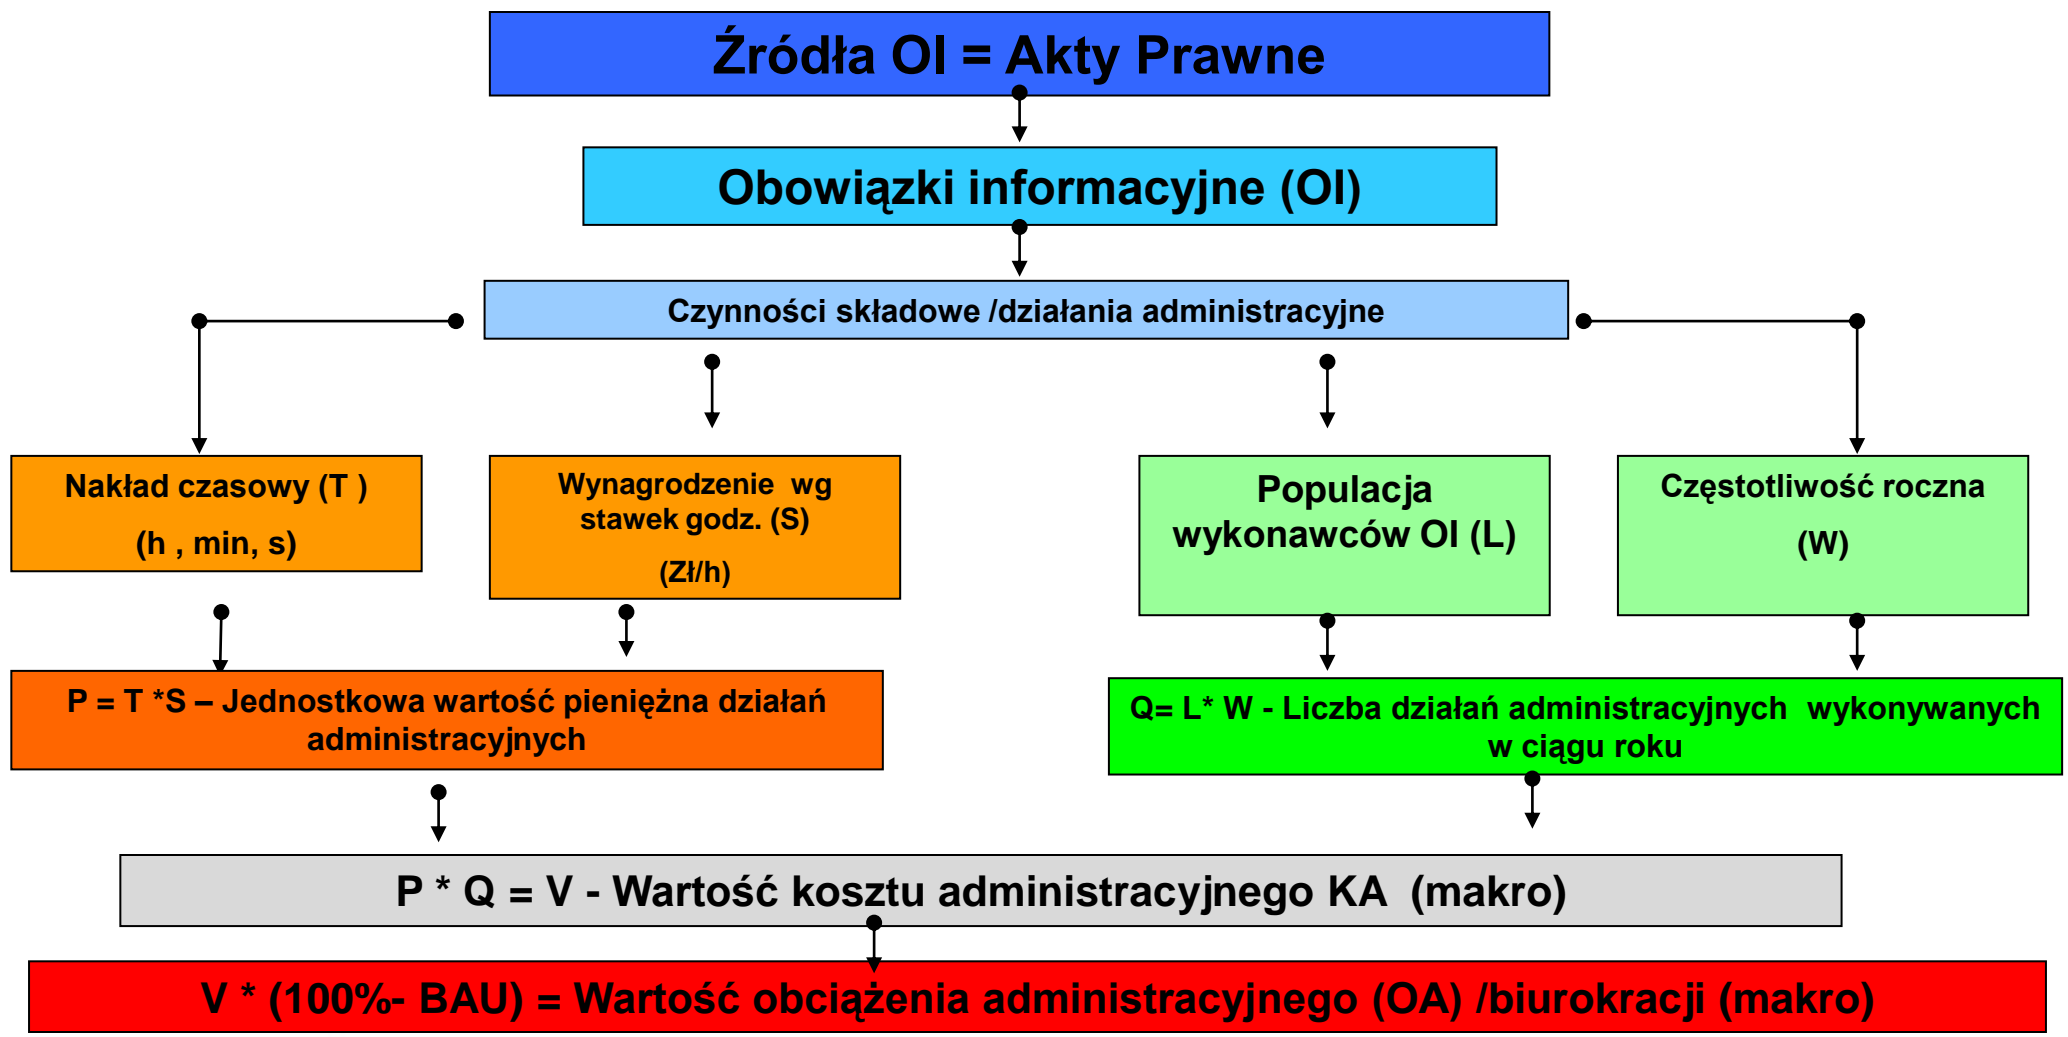 Źródła OI = Akty Prawne
Obowiązki informacyjne (OI)
Czynności składowe /działania administracyjne
Nakład czasowy (T )
(h , min, s)
Wynagrodzenie wg
stawek godz. (S)
(Zł/h)
Populacja
wykonawców OI (L)
Częstotliwość roczna
(W)
P = T *S – Jednostkowa wartość pieniężna działań
administracyjnych
Q= L* W - Liczba działań administracyjnych wykonywanych
w ciągu roku
P * Q = V - Wartość kosztu administracyjnego KA (makro)
V * (100%- BAU) = Wartość obciążenia administracyjnego (OA) /biurokracji (makro)